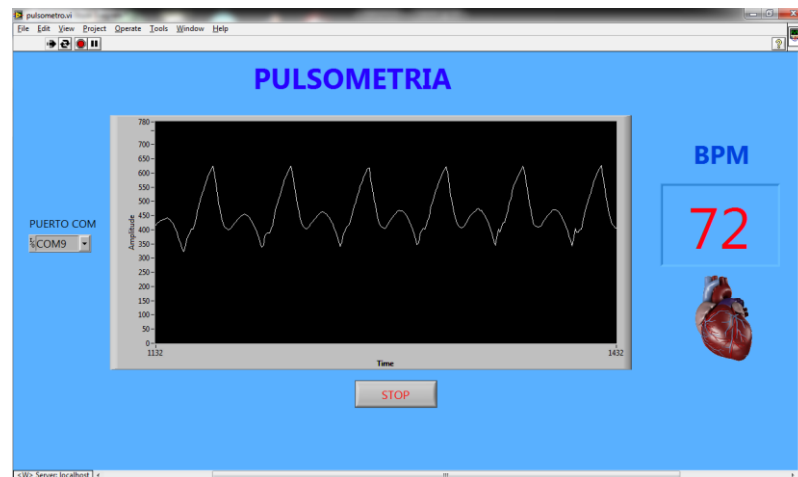 pulsometro.vi
File Edit View Project Operate Tools Window Help
PULSOMETRIA
BPM
72
PUERTO COM
COM9
Amplitude
780
700
650
600
550
500
450
400
350
300
250
200
150
100
50
0
1132
1432
Time
STOP
<W> Server: localhost